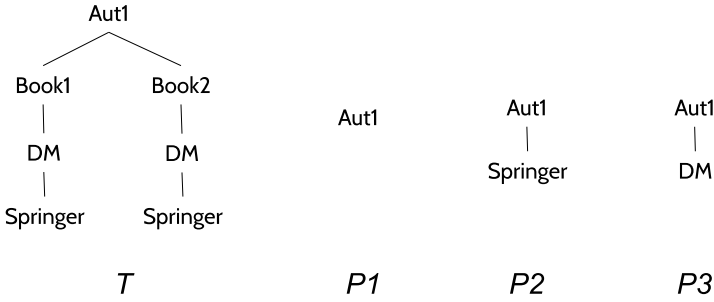 Aut1
Book1 Book2
DM DM
Springer Springer
T
Aut1
P1
Aut1
Springer
P2
Aut1
DM
P3